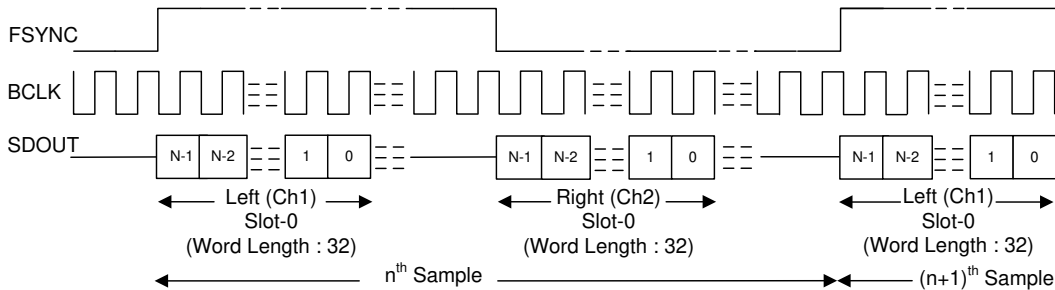 FSYNC
BCLK
SDOUT
N-1 N-2 1 0 N-1 N-2 1 0 N-1 N-2 1 0
Left (Ch1) Right (Ch2) Left (Ch1)
Slot-0 Slot-0 Slot-0
(Word Length : 32) (Word Length : 32) (Word Length : 32)
nth Sample (n+1)th Sample